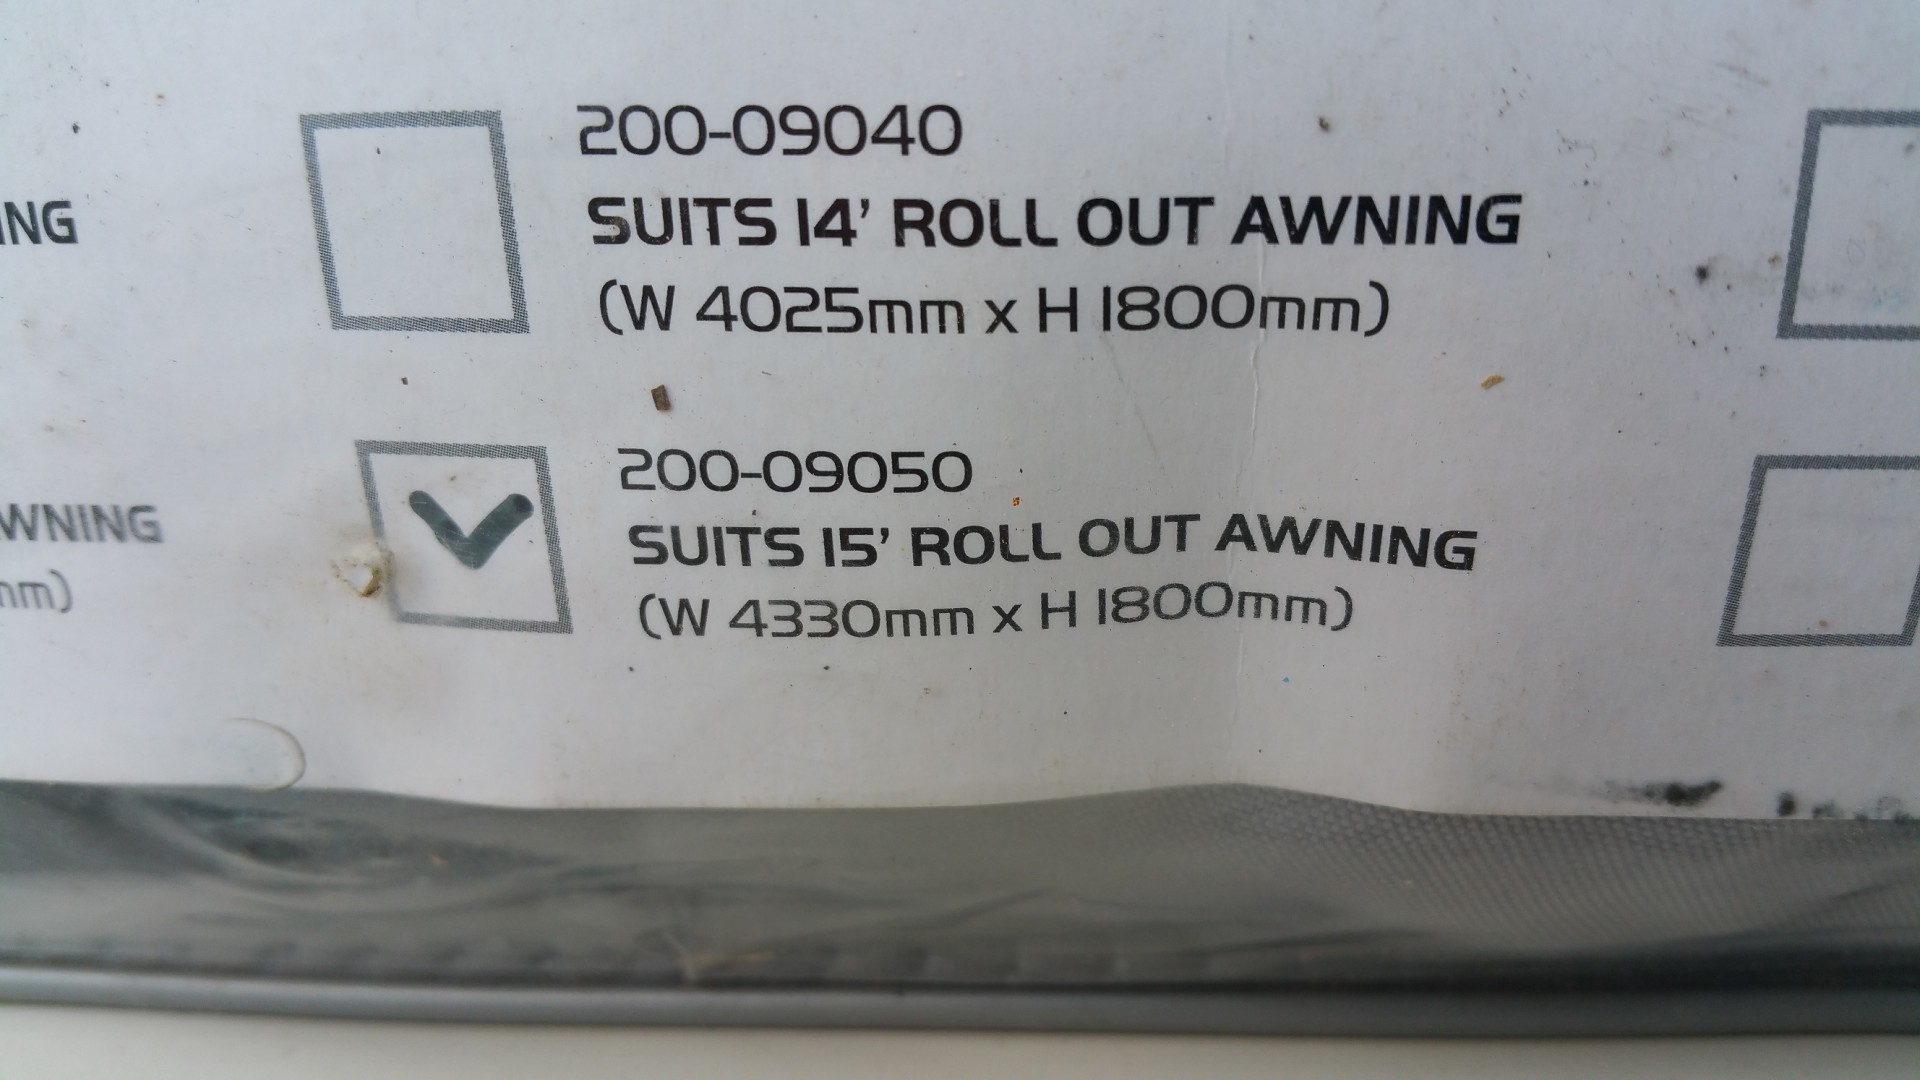 ING
200-09040
SUITS 14' ROLL OUT AWNING
(W 4025mm x H 1800mm)
WNING
mm)
200-09050
SUITS 15' ROLL OUT AWNING
(W 4330mm x H 1800mm)